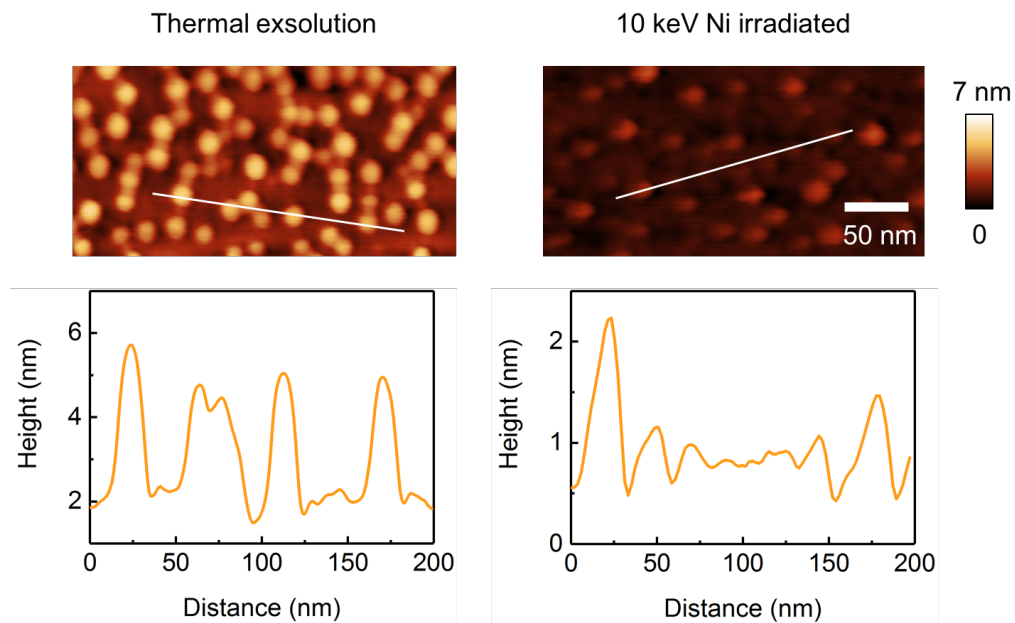 Thermal exsolution
10 keV Ni irradiated
7 nm
0
50 nm
Height (nm)
6
4
2
0 50 100 150 200
Distance (nm)
Height (nm)
2
1
0
0 50 100 150 200
Distance (nm)